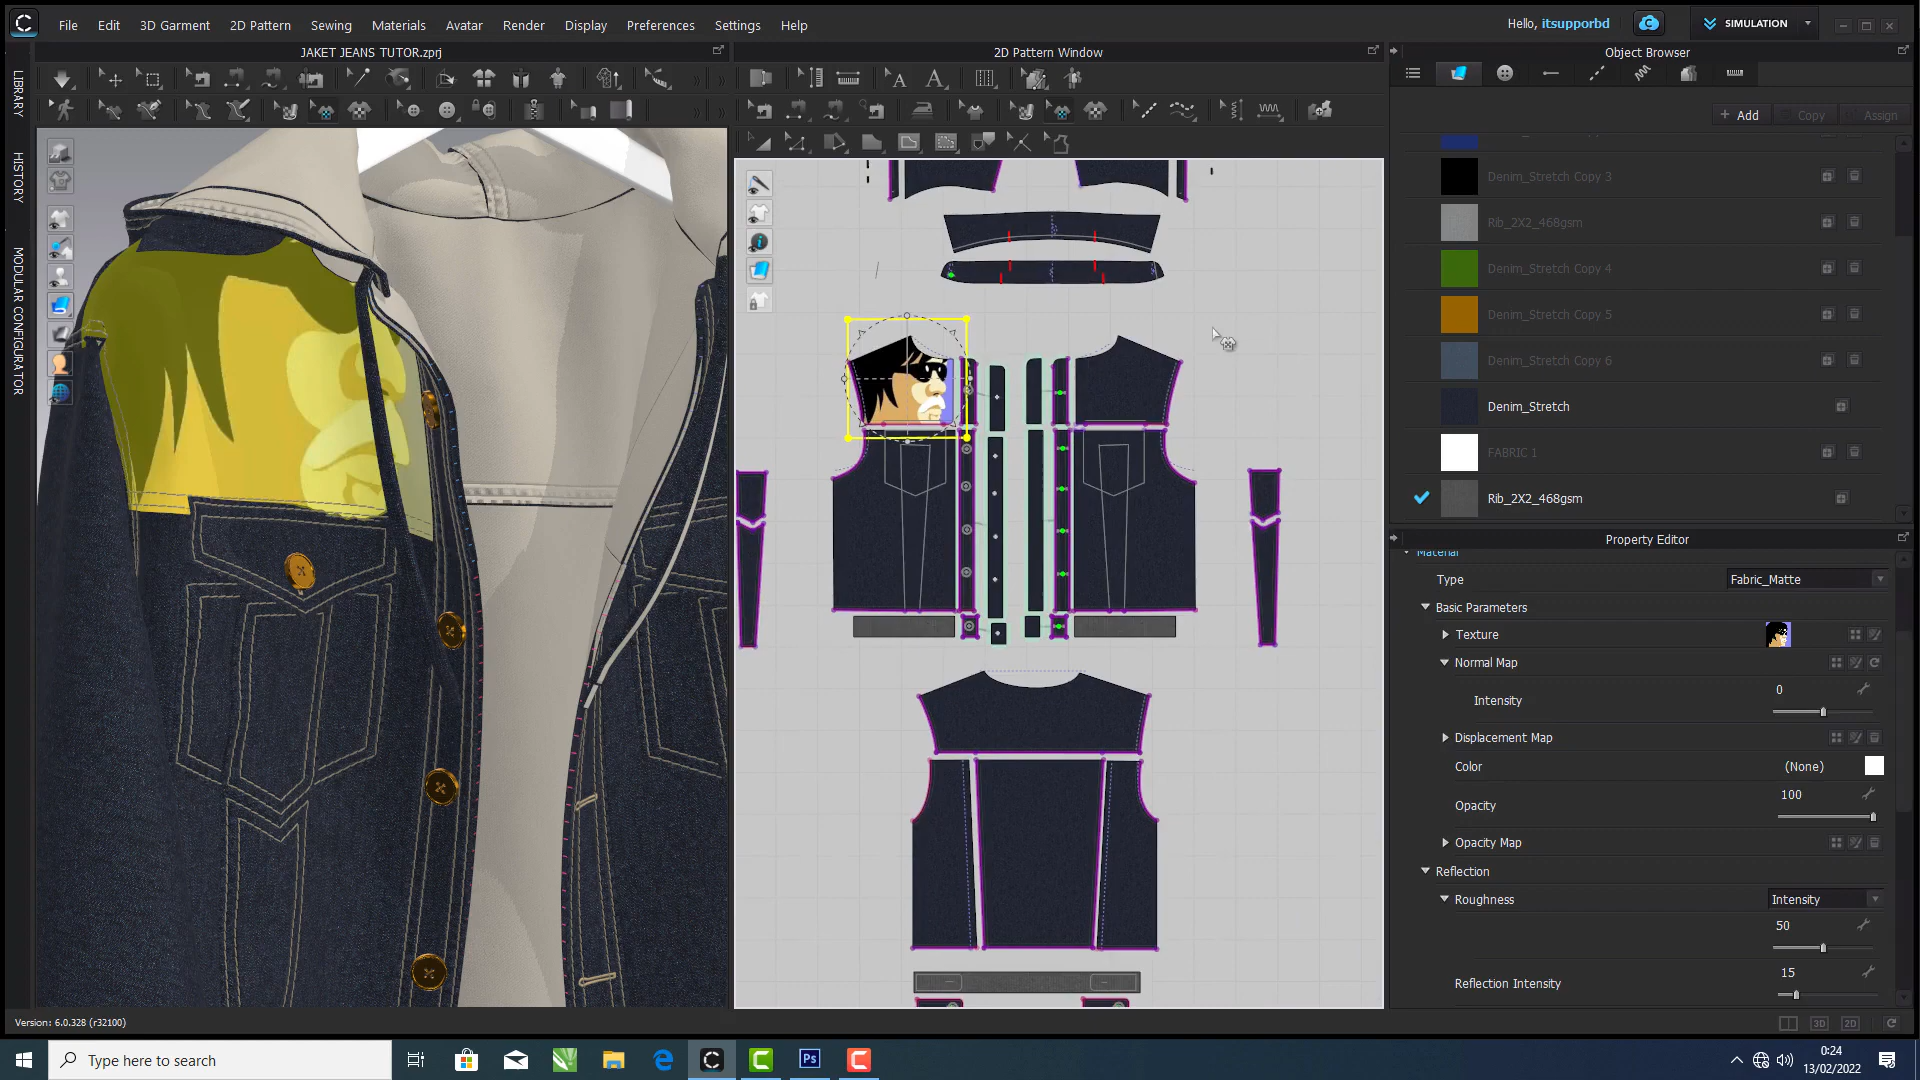 File Edit 3D Garment 2D Pattern Sewing Materials Avatar Render Display Preferences Settings Help
Hello, itsupporbd
SIMULATION
JAKET JEANS TUTOR.zprj
2D Pattern Window
Object Browser
LIBRARY
HISTORY
MODULAR CONFIGURATOR
+ Add
Copy
Assign
Denim_Stretch Copy 3
Rib_2X2_468gsm
Denim_Stretch Copy 4
Denim_Stretch Copy 5
Denim_Stretch Copy 6
Denim_Stretch
FABRIC 1
Rib_2X2_468gsm
Property Editor
Material
Type
Fabric_Matte
Basic Parameters
Texture
Normal Map
0
Intensity
Displacement Map
Color
(None)
100
Opacity
Opacity Map
Reflection
Roughness
Intensity
50
15
Reflection Intensity
Version: 6.0.328 (r32100)
3D
2D
Type here to search
Ps
0:24
13/02/2022